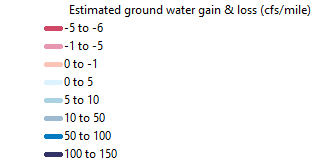 Estimated ground water gain & loss (cfs/mile)
-5 to -6
-1 to -5
0 to -1
0 to 5
5 to 10
10 to 50
50 to 100
100 to 150